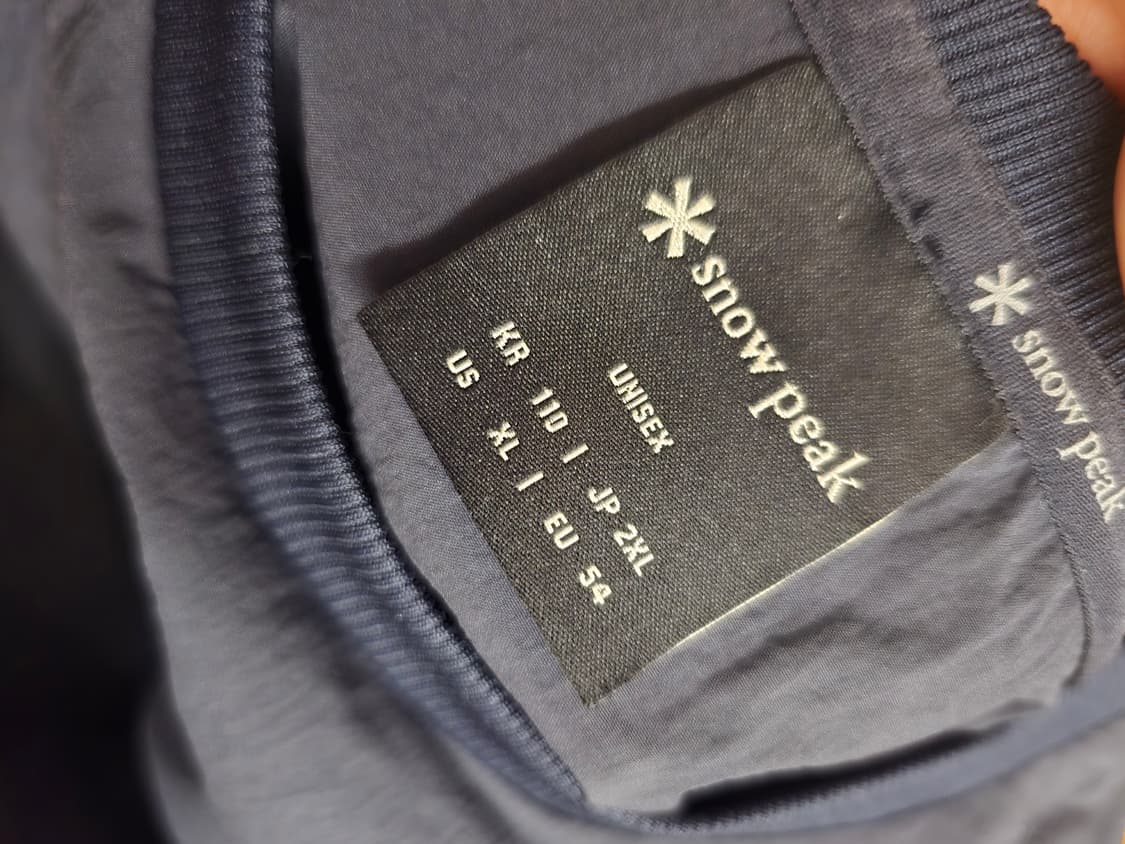 snow peak
UNISEX
KR 110 | JP 2XL
US XL | EU 54
snow peak